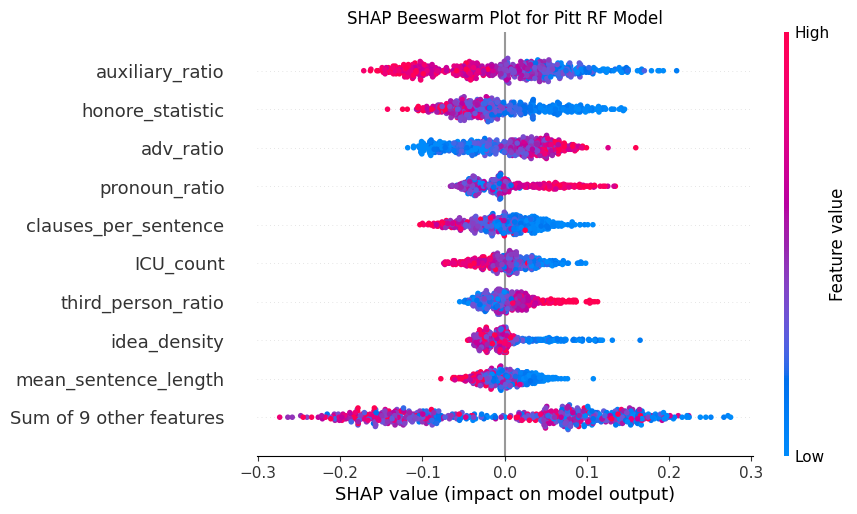 SHAP Beeswarm Plot for Pitt RF Model
High
auxiliary_ratio
honore_statistic
adv_ratio
pronoun_ratio
clauses_per_sentence
ICU_count
third_person_ratio
idea_density
mean_sentence_length
Sum of 9 other features
Feature value
Low
−0.3 −0.2 −0.1 0.0 0.1 0.2 0.3
SHAP value (impact on model output)